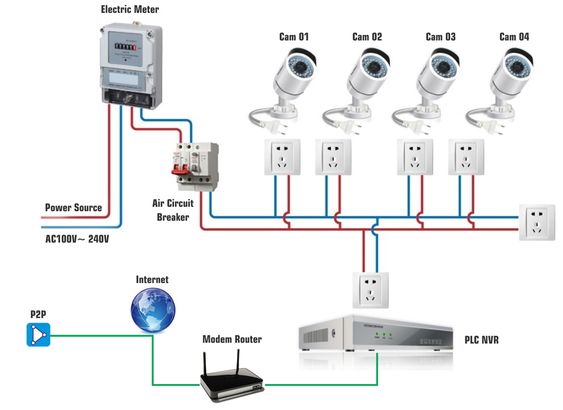 Electric Meter
Cam 01
Cam 02
Cam 03
Cam 04
Power Source
AC100V~ 240V
Air Circuit
Breaker
Internet
P2P
Modem Router
PLC NVR